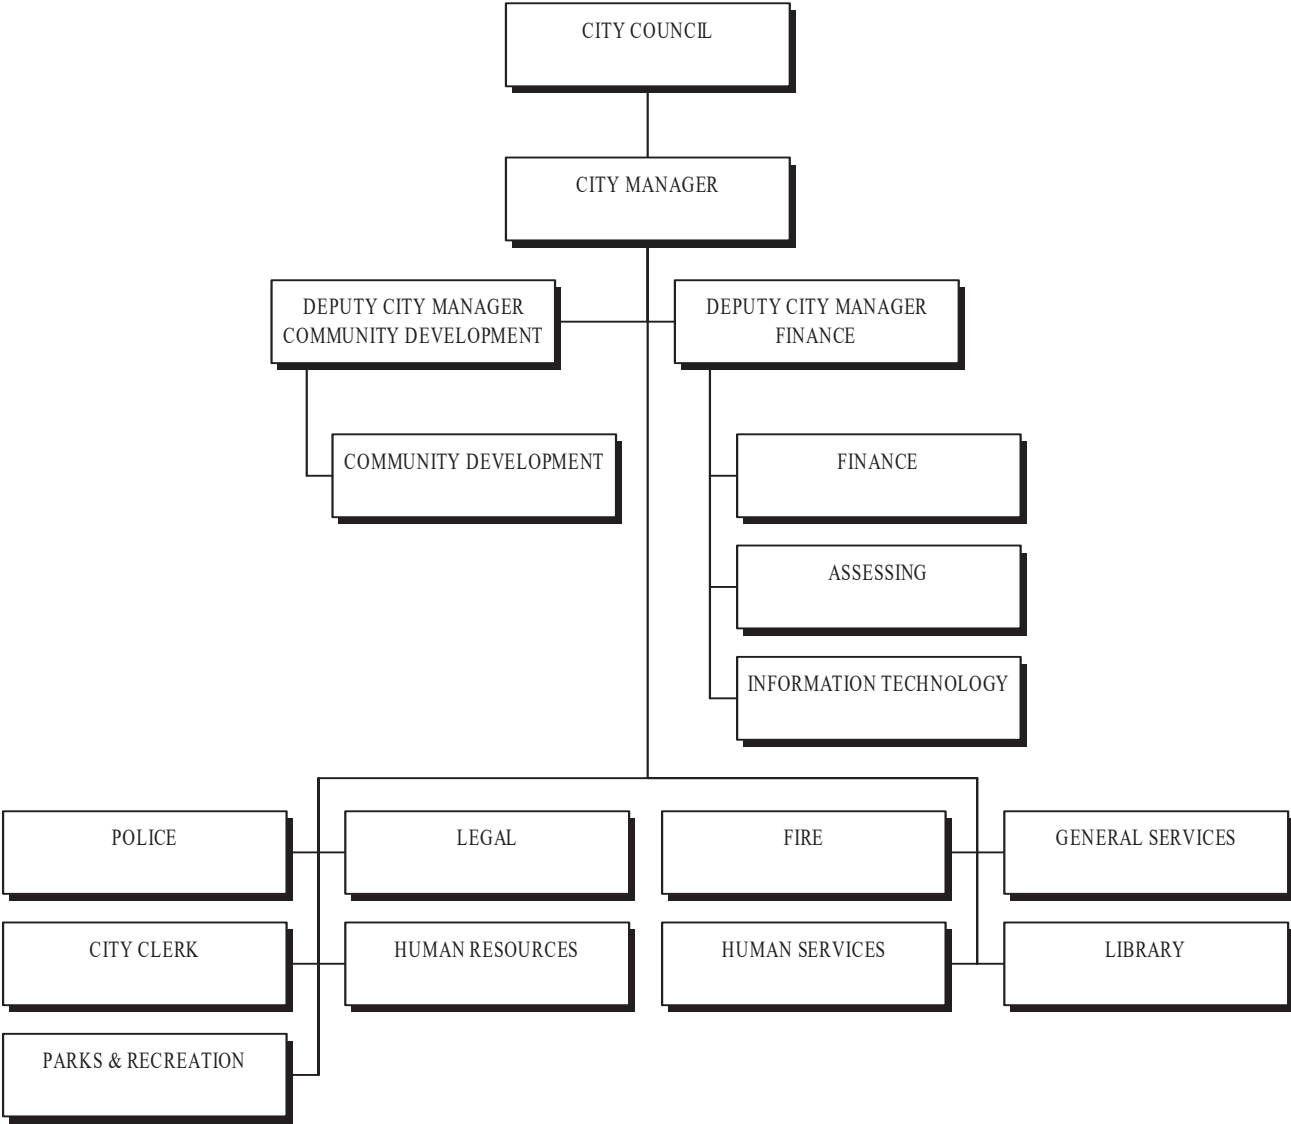 CITY COUNCIL
CITY MANAGER
DEPUTY CITY MANAGER
COMMUNITY DEVELOPMENT
DEPUTY CITY MANAGER
FINANCE
COMMUNITY DEVELOPMENT
FINANCE
ASSESSING
INFORMATION TECHNOLOGY
POLICE
LEGAL
FIRE
GENERAL SERVICES
CITY CLERK
HUMAN RESOURCES
HUMAN SERVICES
LIBRARY
PARKS & RECREATION